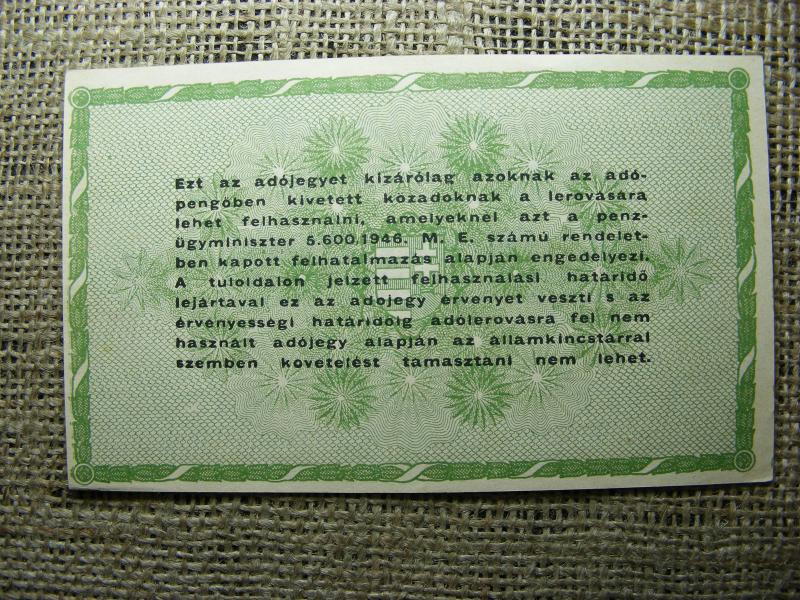 Ezt az adójegyet kizárólag azoknak az adó-
pengőben kivetett közadoknak a lerovására
lehet felhasználni, amelyeknél azt a pénz-
ügyminiszter 5.600.1946. M. E. számú rendelet-
ben kapott felhatalmazás alapján engedélyezi.
A túloldalon jelzett felhasználási határidő
lejártával ez az adójegy érvényét veszti s az
érvényességi határidőig adólerovásra fel nem
használt adójegy alapján az államkincstárral
szemben követelést támasztani nem lehet.